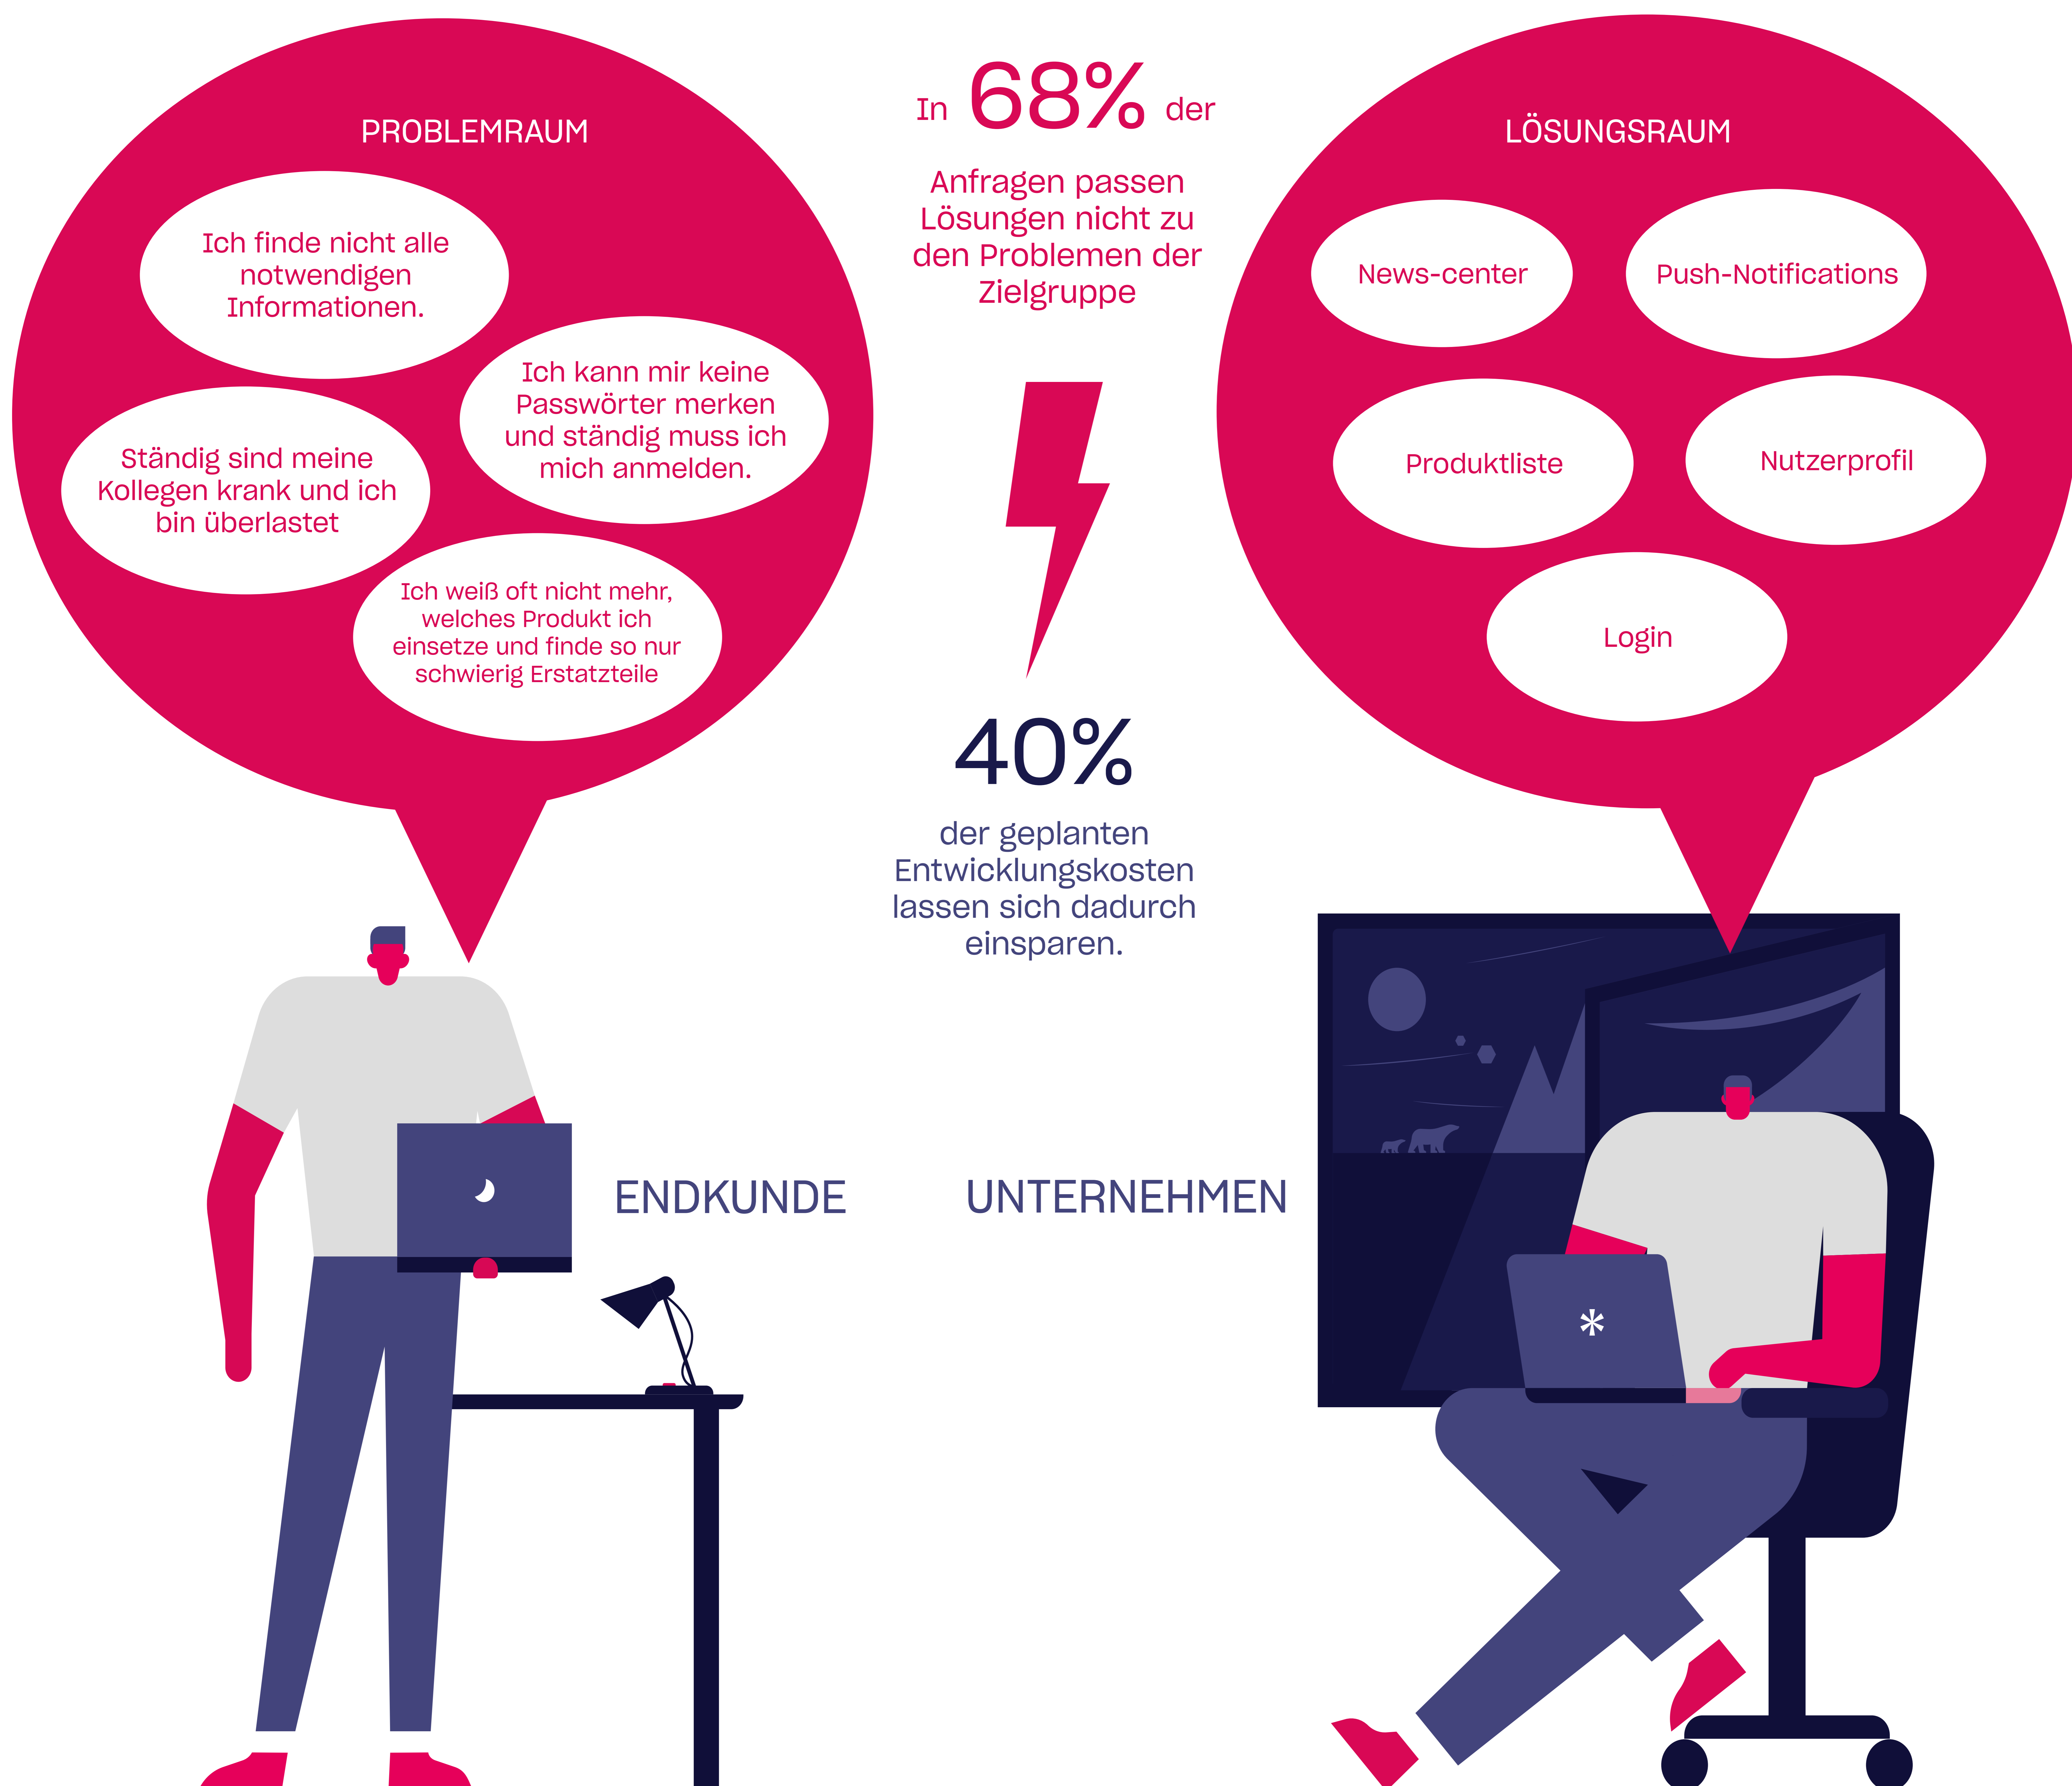 PROBLEMRAUM
Ich finde nicht alle
notwendigen
Informationen.
Ich kann mir keine
Passwörter merken
und ständig muss ich
mich anmelden.
Ständig sind meine
Kollegen krank und ich
bin überlastet
Ich weiß oft nicht mehr,
welches Produkt ich
einsetze und finde so nur
schwierig Erstatzteile
In 68% der
Anfragen passen
Lösungen nicht zu
den Problemen der
Zielgruppe
40%
der geplanten
Entwicklungskosten
lassen sich dadurch
einsparen.
LÖSUNGSRAUM
News-center
Push-Notifications
Produktliste
Nutzerprofil
Login
ENDKUNDE
UNTERNEHMEN
*